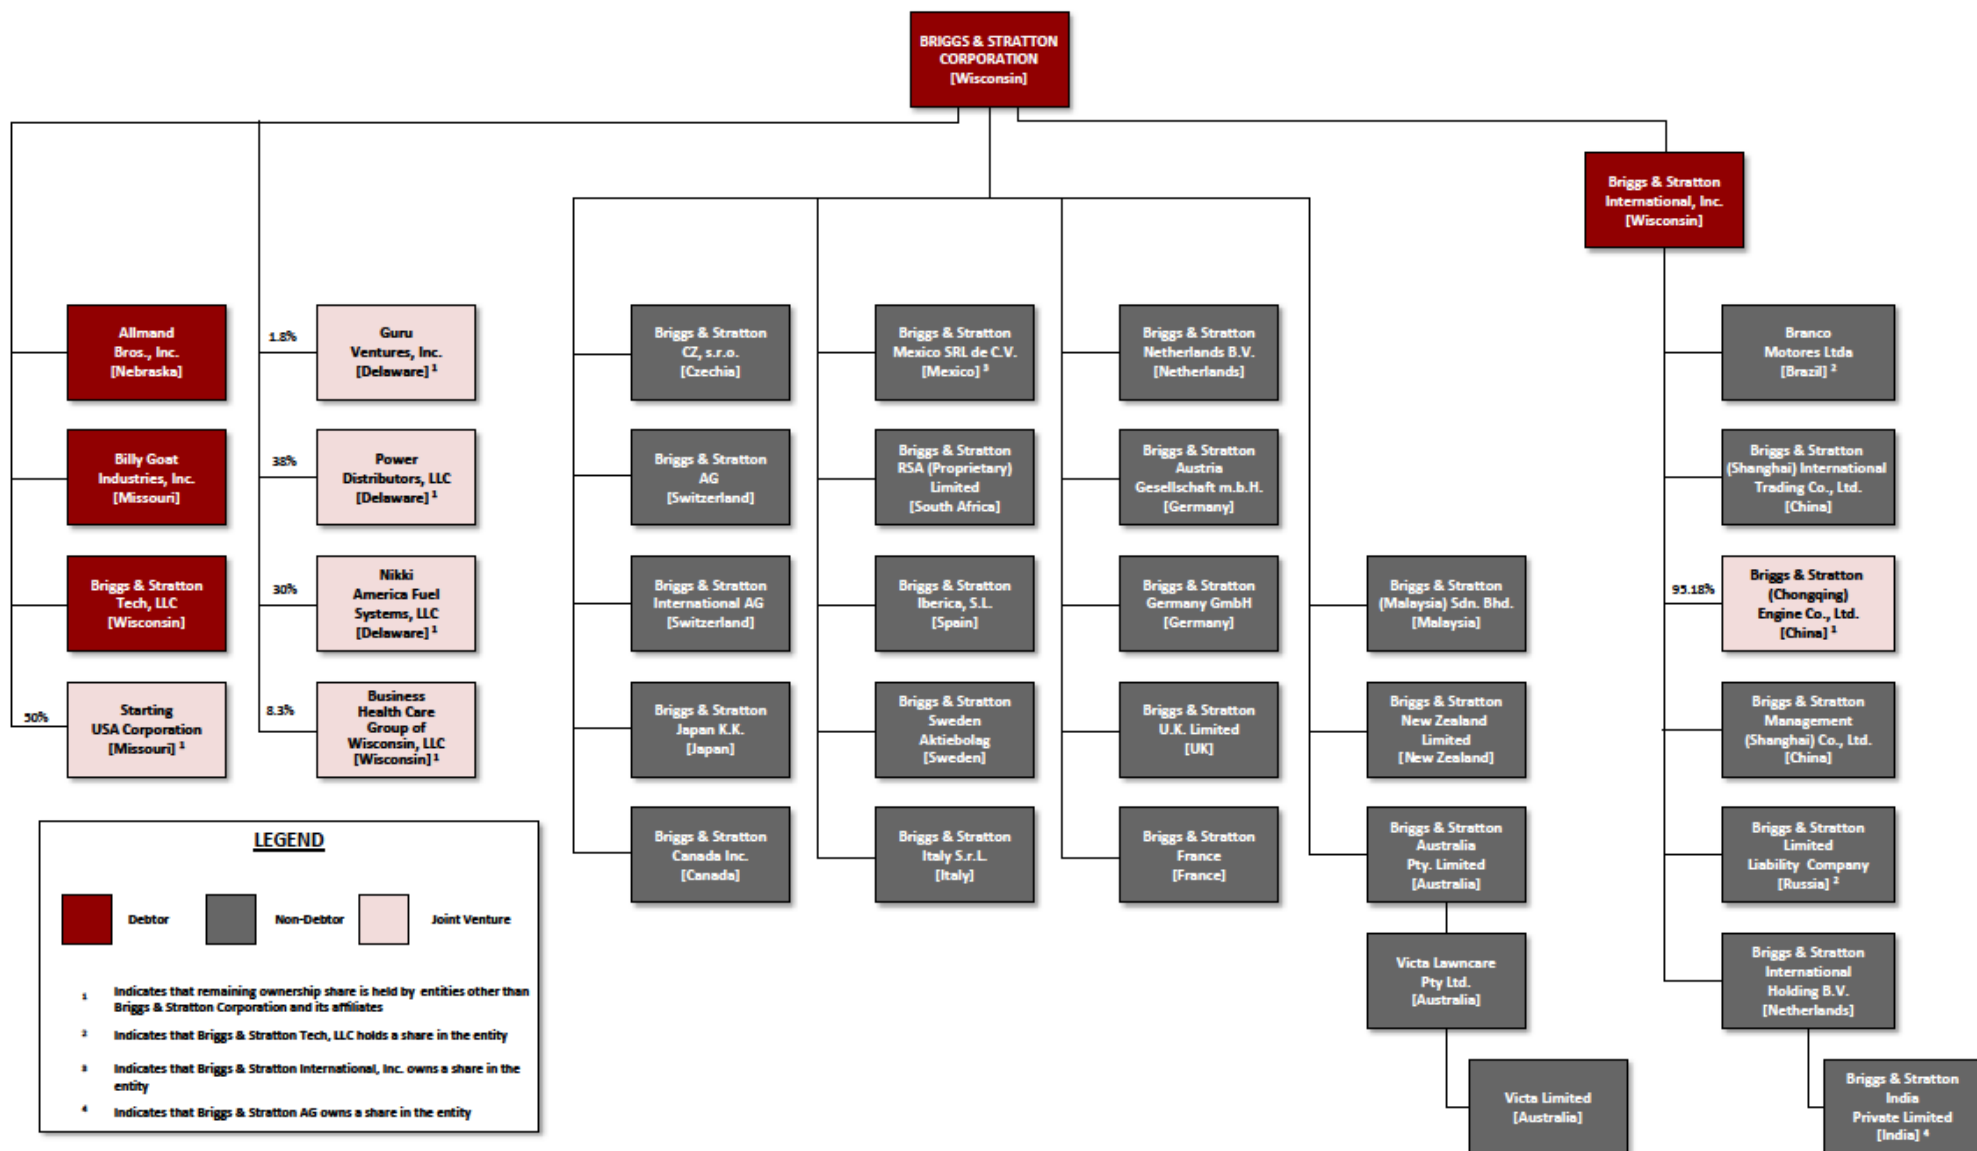 BRIGGS & STRATTON
CORPORATION
[Wisconsin]
Briggs & Stratton
International, Inc.
[Wisconsin]
Allmand
Bros., Inc.
[Nebraska]
1.8%
Guru
Ventures, Inc.
[Delaware] 1
Briggs & Stratton
CZ, s.r.o.
[Czechia]
Briggs & Stratton
Mexico SRL de C.V.
[Mexico] 3
Briggs & Stratton
Netherlands B.V.
[Netherlands]
Branco
Motores Ltda
[Brazil] 2
Billy Goat
Industries, Inc.
[Missouri]
38%
Power
Distributors, LLC
[Delaware] 1
Briggs & Stratton
AG
[Switzerland]
Briggs & Stratton
RSA (Proprietary)
Limited
[South Africa]
Briggs & Stratton
Austria
Gesellschaft m.b.H.
[Germany]
Briggs & Stratton
(Shanghai) International
Trading Co., Ltd.
[China]
Briggs & Stratton
Tech, LLC
[Wisconsin]
30%
Nikki
America Fuel
Systems, LLC
[Delaware] 1
Briggs & Stratton
International AG
[Switzerland]
Briggs & Stratton
Iberica, S.L.
[Spain]
Briggs & Stratton
Germany GmbH
[Germany]
Briggs & Stratton
(Malaysia) Sdn. Bhd.
[Malaysia]
95.18%
Briggs & Stratton
(Chongqing)
Engine Co., Ltd.
[China] 1
50%
Starting
USA Corporation
[Missouri] 1
8.3%
Business
Health Care
Group of
Wisconsin, LLC
[Wisconsin] 1
Briggs & Stratton
Japan K.K.
[Japan]
Briggs & Stratton
Sweden
Aktiebolag
[Sweden]
Briggs & Stratton
U.K. Limited
[UK]
Briggs & Stratton
New Zealand
Limited
[New Zealand]
Briggs & Stratton
Management
(Shanghai) Co., Ltd.
[China]
Briggs & Stratton
Canada Inc.
[Canada]
Briggs & Stratton
Italy S.r.L.
[Italy]
Briggs & Stratton
France
[France]
Briggs & Stratton
Australia
Pty. Limited
[Australia]
Briggs & Stratton
Limited
Liability Company
[Russia] 2
Victa Lawncare
Pty Ltd.
[Australia]
Briggs & Stratton
International
Holding B.V.
[Netherlands]
Victa Limited
[Australia]
Briggs & Stratton
India
Private Limited
[India] 4
LEGEND
Debtor
Non-Debtor
Joint Venture
1 Indicates that remaining ownership share is held by entities other than
Briggs & Stratton Corporation and its affiliates
2 Indicates that Briggs & Stratton Tech, LLC holds a share in the entity
3 Indicates that Briggs & Stratton International, Inc. owns a share in the
entity
4 Indicates that Briggs & Stratton AG owns a share in the entity